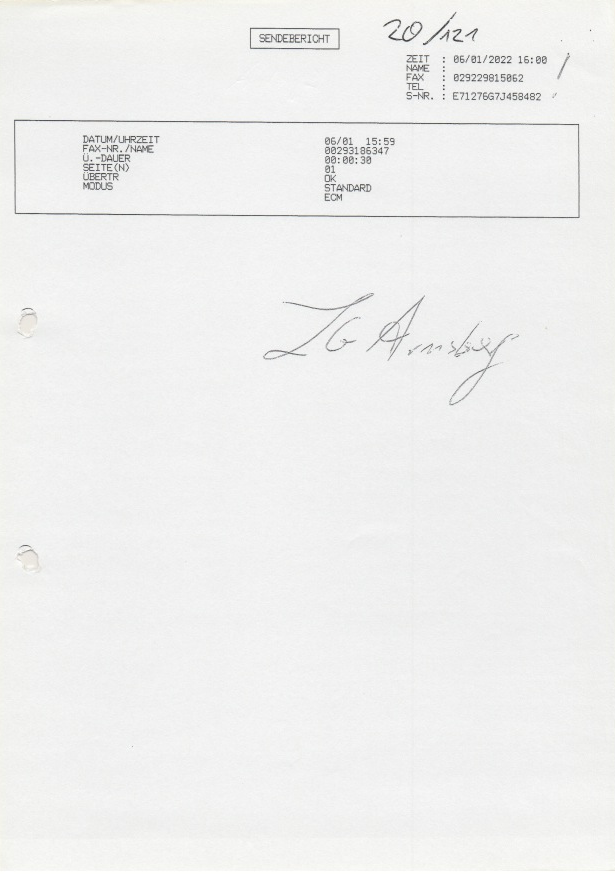 20/121
SENDEBERICHT
ZEIT : 06/01/2022 16:00
NAME :
FAX : 029229815062
TEL :
S-NR. : E71276G7J458482
DATUM/UHRZEIT 06/01 15:59
FAX-NR./NAME 00293186347
Ü.-DAUER 00:00:30
SEITE(N) 01
ÜBERTR OK
MODUS STANDARD
ECM
LG Arnsberg